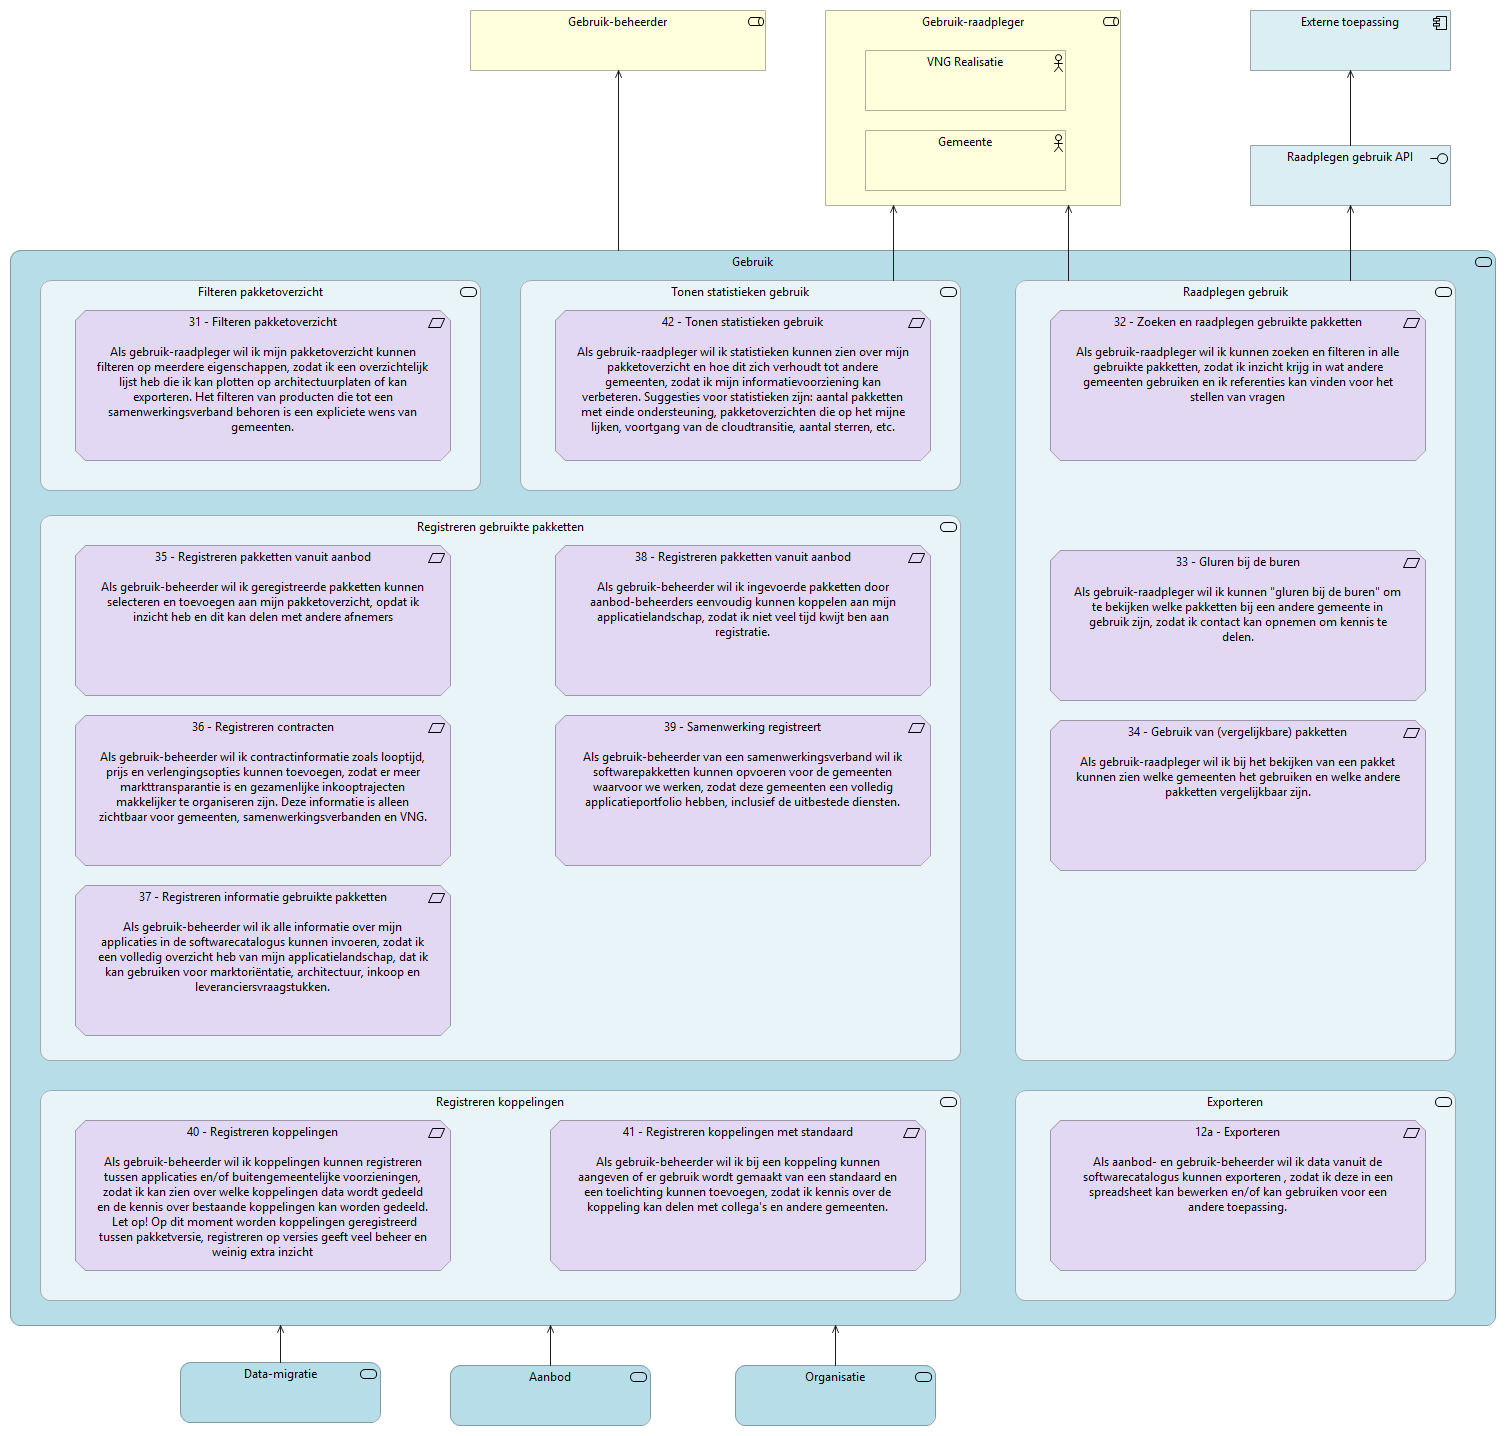 Gebruik-beheerder
Gebruik-raadpleger
VNG Realisatie
Gemeente
Externe toepassing
Raadplegen gebruik API
Gebruik
Filteren pakketoverzicht
31 - Filteren pakketoverzicht
Als gebruik-raadpleger wil ik mijn pakketoverzicht kunnen
filteren op meerdere eigenschappen, zodat ik een overzichtelijk
lijst heb die ik kan plotten op architectuurplaten of kan
exporteren. Het filteren van producten die tot een
samenwerkingsverband behoren is een expliciete wens van
gemeenten.
Tonen statistieken gebruik
42 - Tonen statistieken gebruik
Als gebruik-raadpleger wil ik statistieken kunnen zien over mijn
pakketoverzicht en hoe dit zich verhoudt tot andere
gemeenten, zodat ik mijn informatievoorziening kan
verbeteren. Suggesties voor statistieken zijn: aantal pakketten
met einde ondersteuning, pakketoverzichten die op het mijne
lijken, voortgang van de cloudtransitie, aantal sterren, etc.
Raadplegen gebruik
32 - Zoeken en raadplegen gebruikte pakketten
Als gebruik-raadpleger wil ik kunnen zoeken en filteren in alle
gebruikte pakketten, zodat ik inzicht krijg in wat andere
gemeenten gebruiken en ik referenties kan vinden voor het
stellen van vragen
33 - Gluren bij de buren
Als gebruik-raadpleger wil ik kunnen "gluren bij de buren" om
te bekijken welke pakketten bij een andere gemeente in
gebruik zijn, zodat ik contact kan opnemen om kennis te
delen.
34 - Gebruik van (vergelijkbare) pakketten
Als gebruik-raadpleger wil ik bij het bekijken van een pakket
kunnen zien welke gemeenten het gebruiken en welke andere
pakketten vergelijkbaar zijn.
Registreren gebruikte pakketten
35 - Registreren pakketten vanuit aanbod
Als gebruik-beheerder wil ik geregistreerde pakketten kunnen
selecteren en toevoegen aan mijn pakketoverzicht, opdat ik
inzicht heb en dit kan delen met andere afnemers
38 - Registreren pakketten vanuit aanbod
Als gebruik-beheerder wil ik ingevoerde pakketten door
aanbod-beheerders eenvoudig kunnen koppelen aan mijn
applicatielandschap, zodat ik niet veel tijd kwijt ben aan
registratie.
36 - Registreren contracten
Als gebruik-beheerder wil ik contractinformatie zoals looptijd,
prijs en verlengingsopties kunnen toevoegen, zodat er meer
markttransparantie is en gezamenlijke inkooptrajecten
makkelijker te organiseren zijn. Deze informatie is alleen
zichtbaar voor gemeenten, samenwerkingsverbanden en VNG.
39 - Samenwerking registreert
Als gebruik-beheerder van een samenwerkingsverband wil ik
softwarepakketten kunnen opvoeren voor de gemeenten
waarvoor we werken, zodat deze gemeenten een volledig
applicatieportfolio hebben, inclusief de uitbestede diensten.
37 - Registreren informatie gebruikte pakketten
Als gebruik-beheerder wil ik alle informatie over mijn
applicaties in de softwarecatalogus kunnen invoeren, zodat ik
een volledig overzicht heb van mijn applicatielandschap, dat ik
kan gebruiken voor marktoriëntatie, architectuur, inkoop en
leveranciersvraagstukken.
Registreren koppelingen
40 - Registreren koppelingen
Als gebruik-beheerder wil ik koppelingen kunnen registreren
tussen applicaties en/of buitengemeentelijke voorzieningen,
zodat ik kan zien over welke koppelingen data wordt gedeeld
en de kennis over bestaande koppelingen kan worden gedeeld.
Let op! Op dit moment worden koppelingen geregistreerd
tussen pakketversie, registreren op versies geeft veel beheer en
weinig extra inzicht
41 - Registreren koppelingen met standaard
Als gebruik-beheerder wil ik bij een koppeling kunnen
aangeven of er gebruik wordt gemaakt van een standaard en
een toelichting kunnen toevoegen, zodat ik kennis over de
koppeling kan delen met collega's en andere gemeenten.
Exporteren
12a - Exporteren
Als aanbod- en gebruik-beheerder wil ik data vanuit de
softwarecatalogus kunnen exporteren , zodat ik deze in een
spreadsheet kan bewerken en/of kan gebruiken voor een
andere toepassing.
Data-migratie
Aanbod
Organisatie